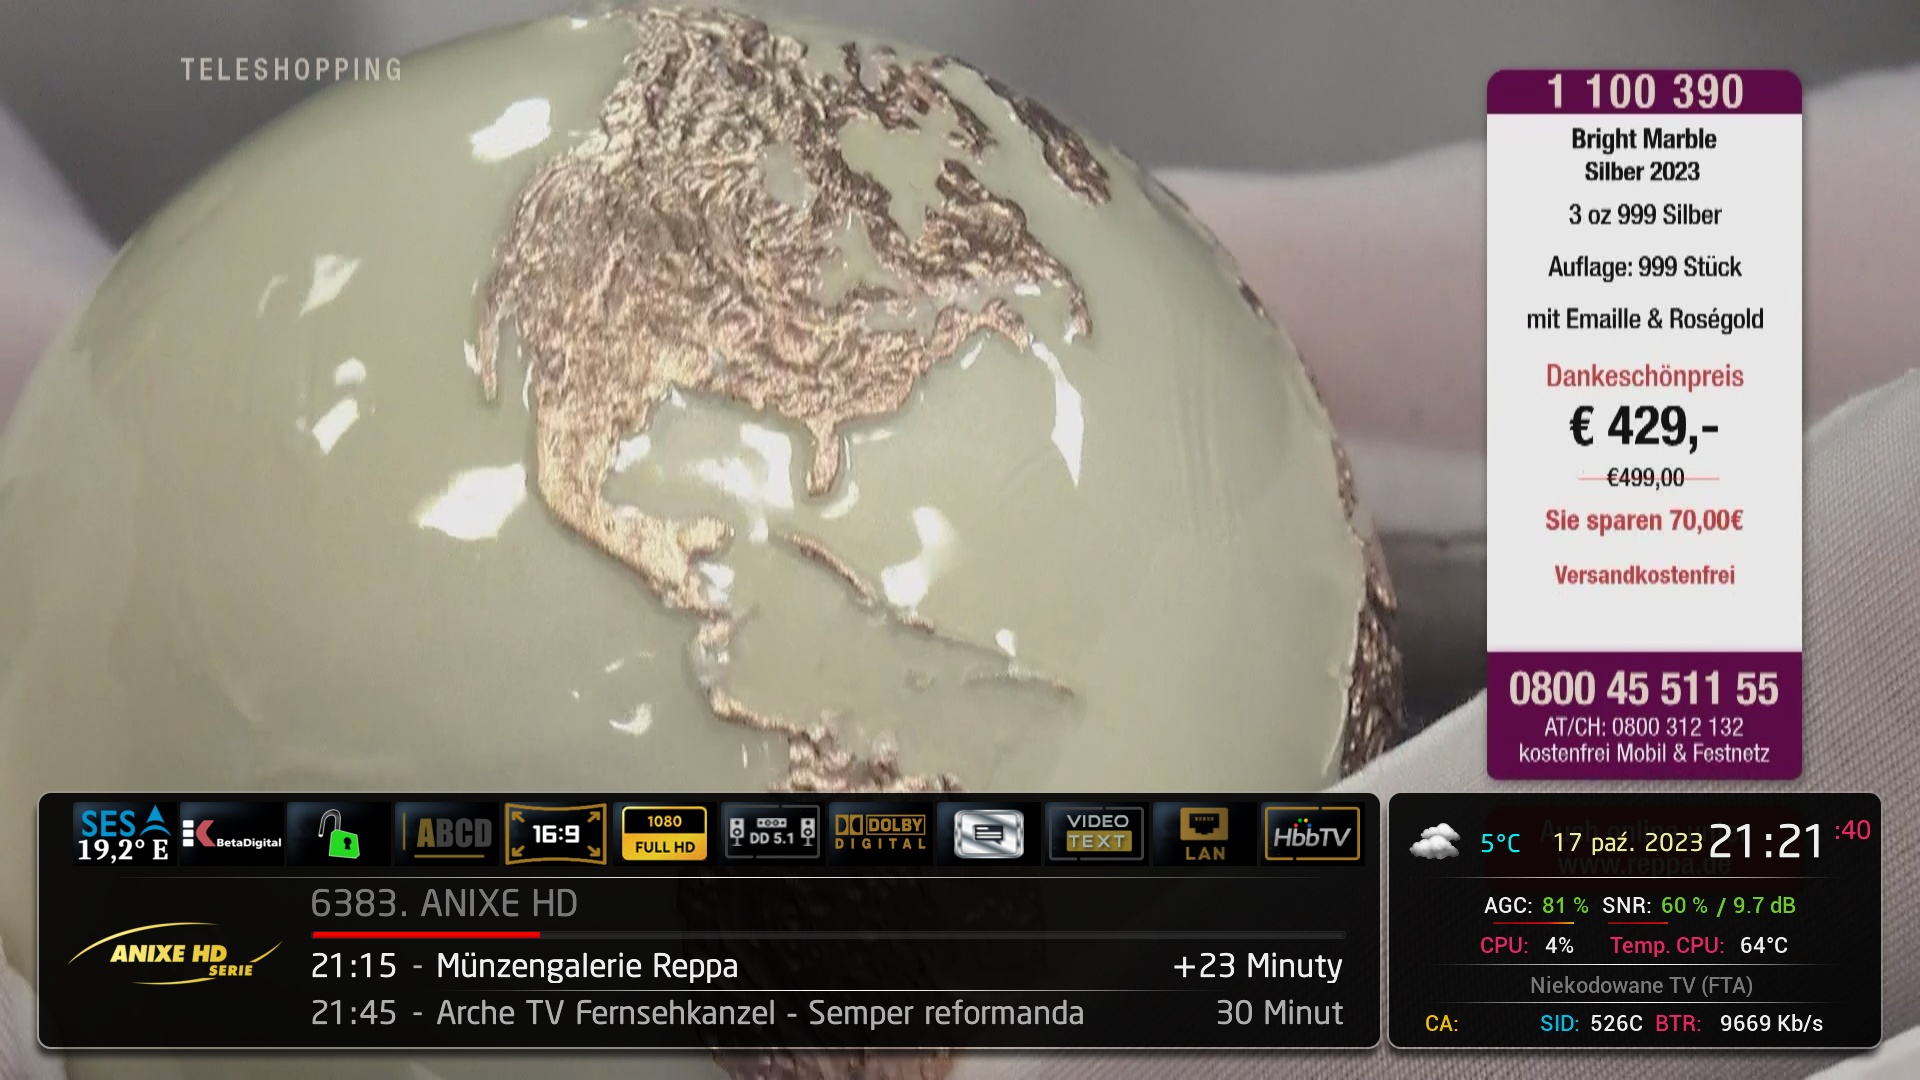 TELESHOPPING
1 100 390
Bright Marble
Silber 2023
3 oz 999 Silber
Auflage: 999 Stück
mit Emaille & Roségold
Dankeschönpreis
€ 429,-
€499,00
Sie sparen 70,00€
Versandkostenfrei
0800 45 511 55
AT/CH: 0800 312 132
kostenfrei Mobil & Festnetz
SES
19,2° E
BetaDigital
ABCD
16:9
1080
FULL HD
DD 5.1
DOLBY
DIGITAL
VIDEO
TEXT
LAN
HbbTV
6383. ANIXE HD
ANIXE HD
SERIE
21:15 - Münzengalerie Reppa +23 Minuty
21:45 - Arche TV Fernsehkanzel - Semper reformanda 30 Minut
5°C 17 paź. 2023 21:21 :40
www.reppa.de
AGC: 81 % SNR: 60 % / 9.7 dB
CPU: 4% Temp. CPU: 64°C
Niekodowane TV (FTA)
CA: SID: 526C BTR: 9669 Kb/s